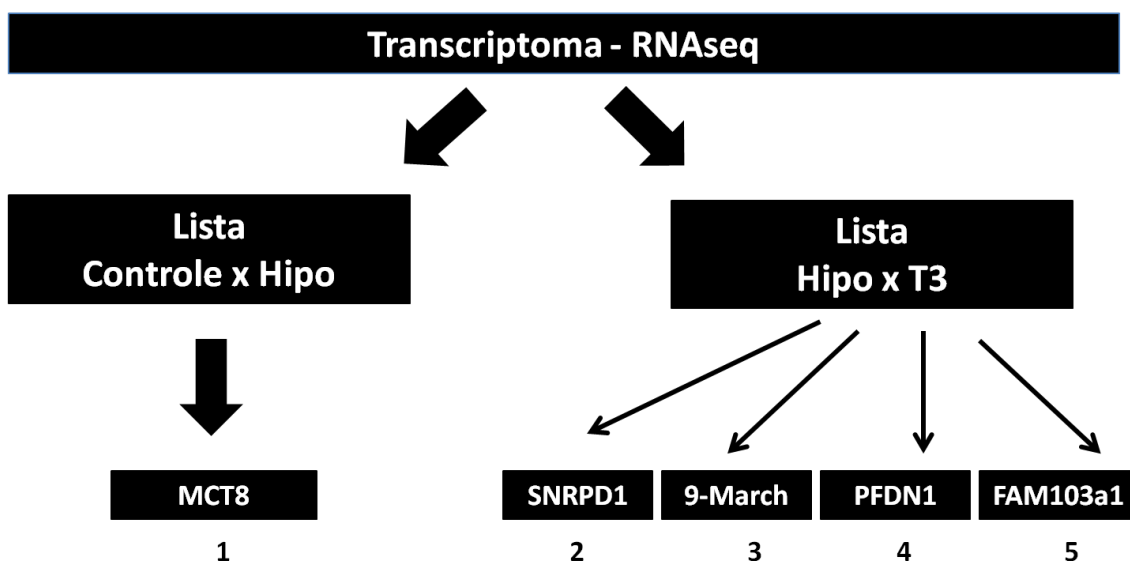 Transcriptoma - RNAseq
Lista
Controle x Hipo
Lista
Hipo x T3
MCT8
SNRPD1
9-March
PFDN1
FAM103a1
1
2
3
4
5